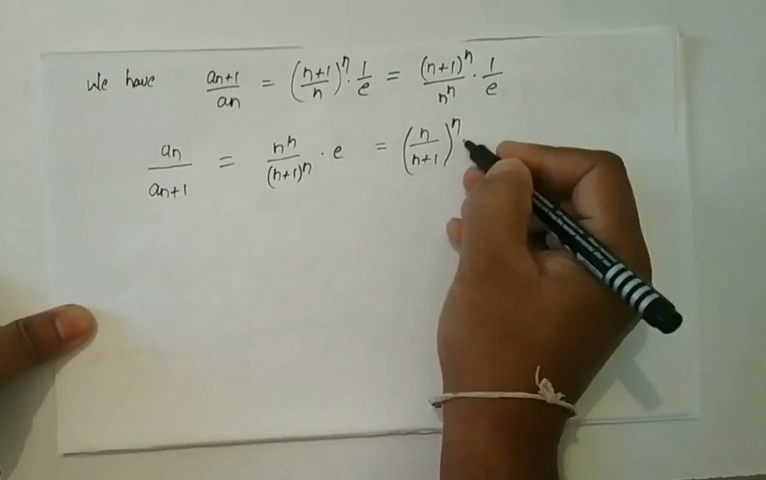 We have an+1/an = (n+1/n)^n · 1/e = (n+1)^n/n^n · 1/e
an/an+1 = n^n/(n+1)^n · e = (n/n+1)^n